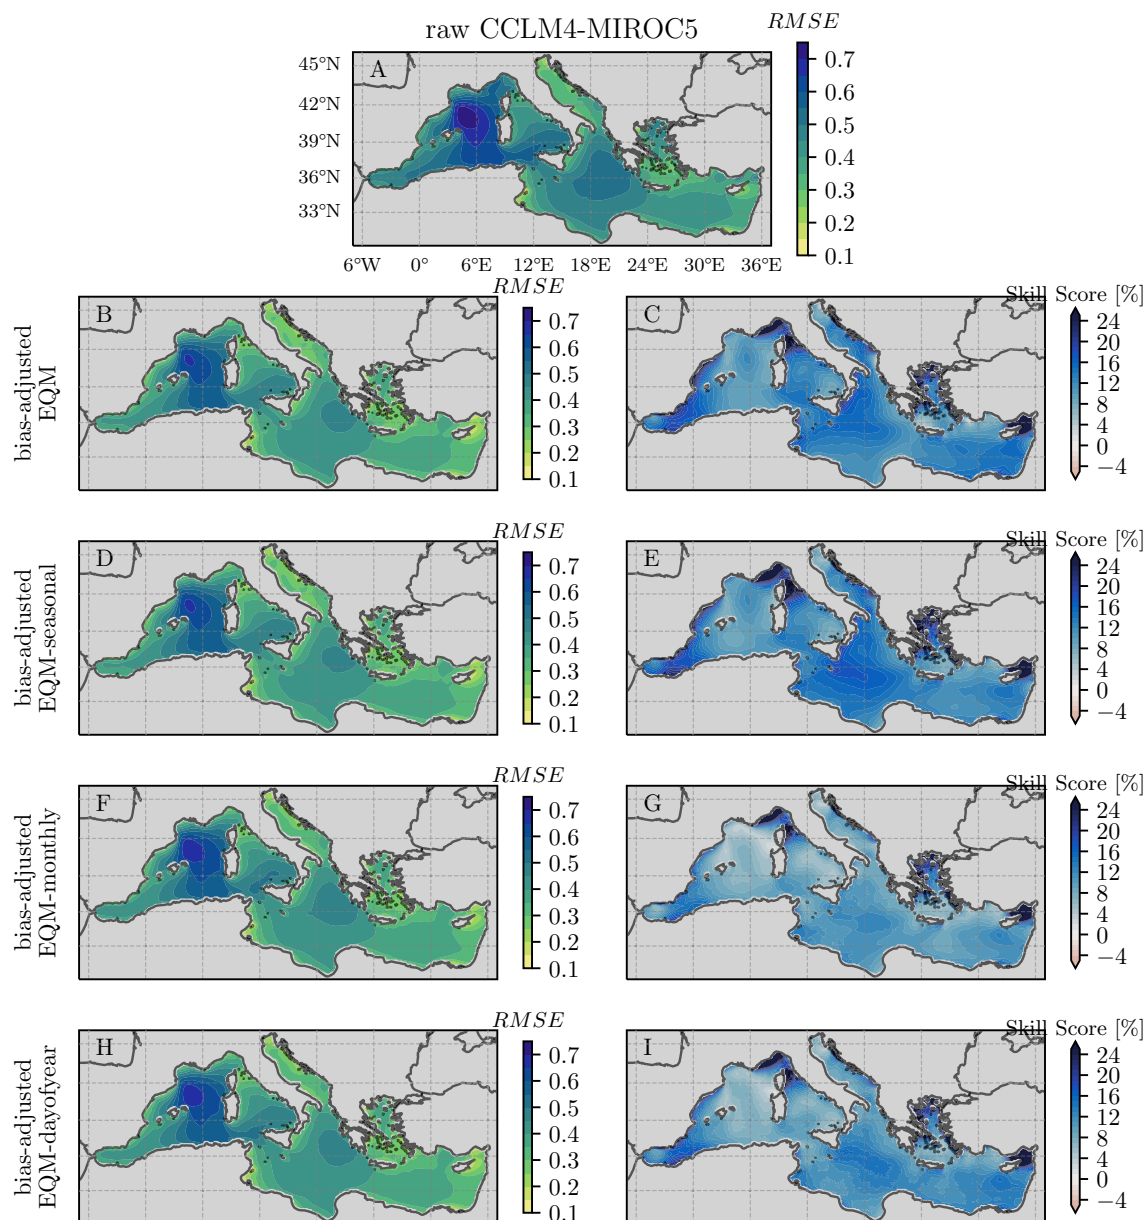 raw CCLM4-MIROC5
RMSE
A
45°N
42°N
39°N
36°N
33°N
6°W 0° 6°E 12°E 18°E 24°E 30°E 36°E
0.7
0.6
0.5
0.4
0.3
0.2
0.1
bias-adjusted
EQM
B
RMSE
0.7
0.6
0.5
0.4
0.3
0.2
0.1
C
Skill Score [%]
24
20
16
12
8
4
0
−4
bias-adjusted
EQM-seasonal
D
RMSE
0.7
0.6
0.5
0.4
0.3
0.2
0.1
E
Skill Score [%]
24
20
16
12
8
4
0
−4
bias-adjusted
EQM-monthly
F
RMSE
0.7
0.6
0.5
0.4
0.3
0.2
0.1
G
Skill Score [%]
24
20
16
12
8
4
0
−4
bias-adjusted
EQM-dayofyear
H
RMSE
0.7
0.6
0.5
0.4
0.3
0.2
0.1
I
Skill Score [%]
24
20
16
12
8
4
0
−4